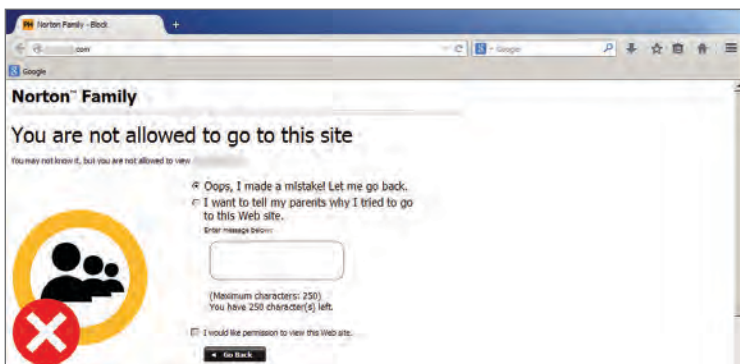 Norton Family - Block
+
.com
Google
Google
Norton™ Family
You are not allowed to go to this site
You may not know it, but you are not allowed to view
Oops, I made a mistake! Let me go back.
I want to tell my parents why I tried to go
to this Web site.
Enter message below:
(Maximum characters: 250)
You have 250 character(s) left.
I would like permission to view this Web site.
Go Back